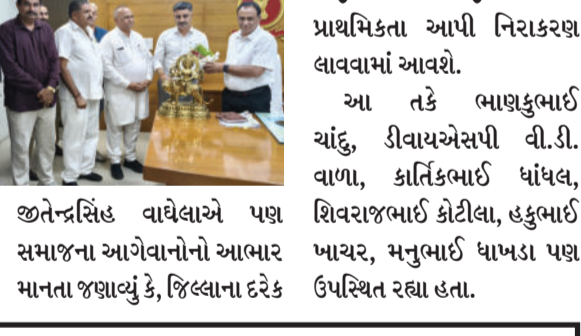 જીતેન્દ્રસિંહ વાઘેલાએ પણ
સમાજના આગેવાનોનો આભાર
માનતા જણાવ્યું કે, જિલ્લાના દરેક
પ્રાથમિકતા આપી નિરાકરણ
લાવવામાં આવશે.
આ તકે ભાણકુભાઈ
ચાંદુ, ડીવાયએસપી વી.ડી.
વાળા, કાર્તિકભાઈ ધાંધલ,
શિવરાજભાઈ કોટીલા, હકુભાઈ
ખાચર, મનુભાઈ ધાખડા પણ
ઉપસ્થિત રહ્યા હતા.